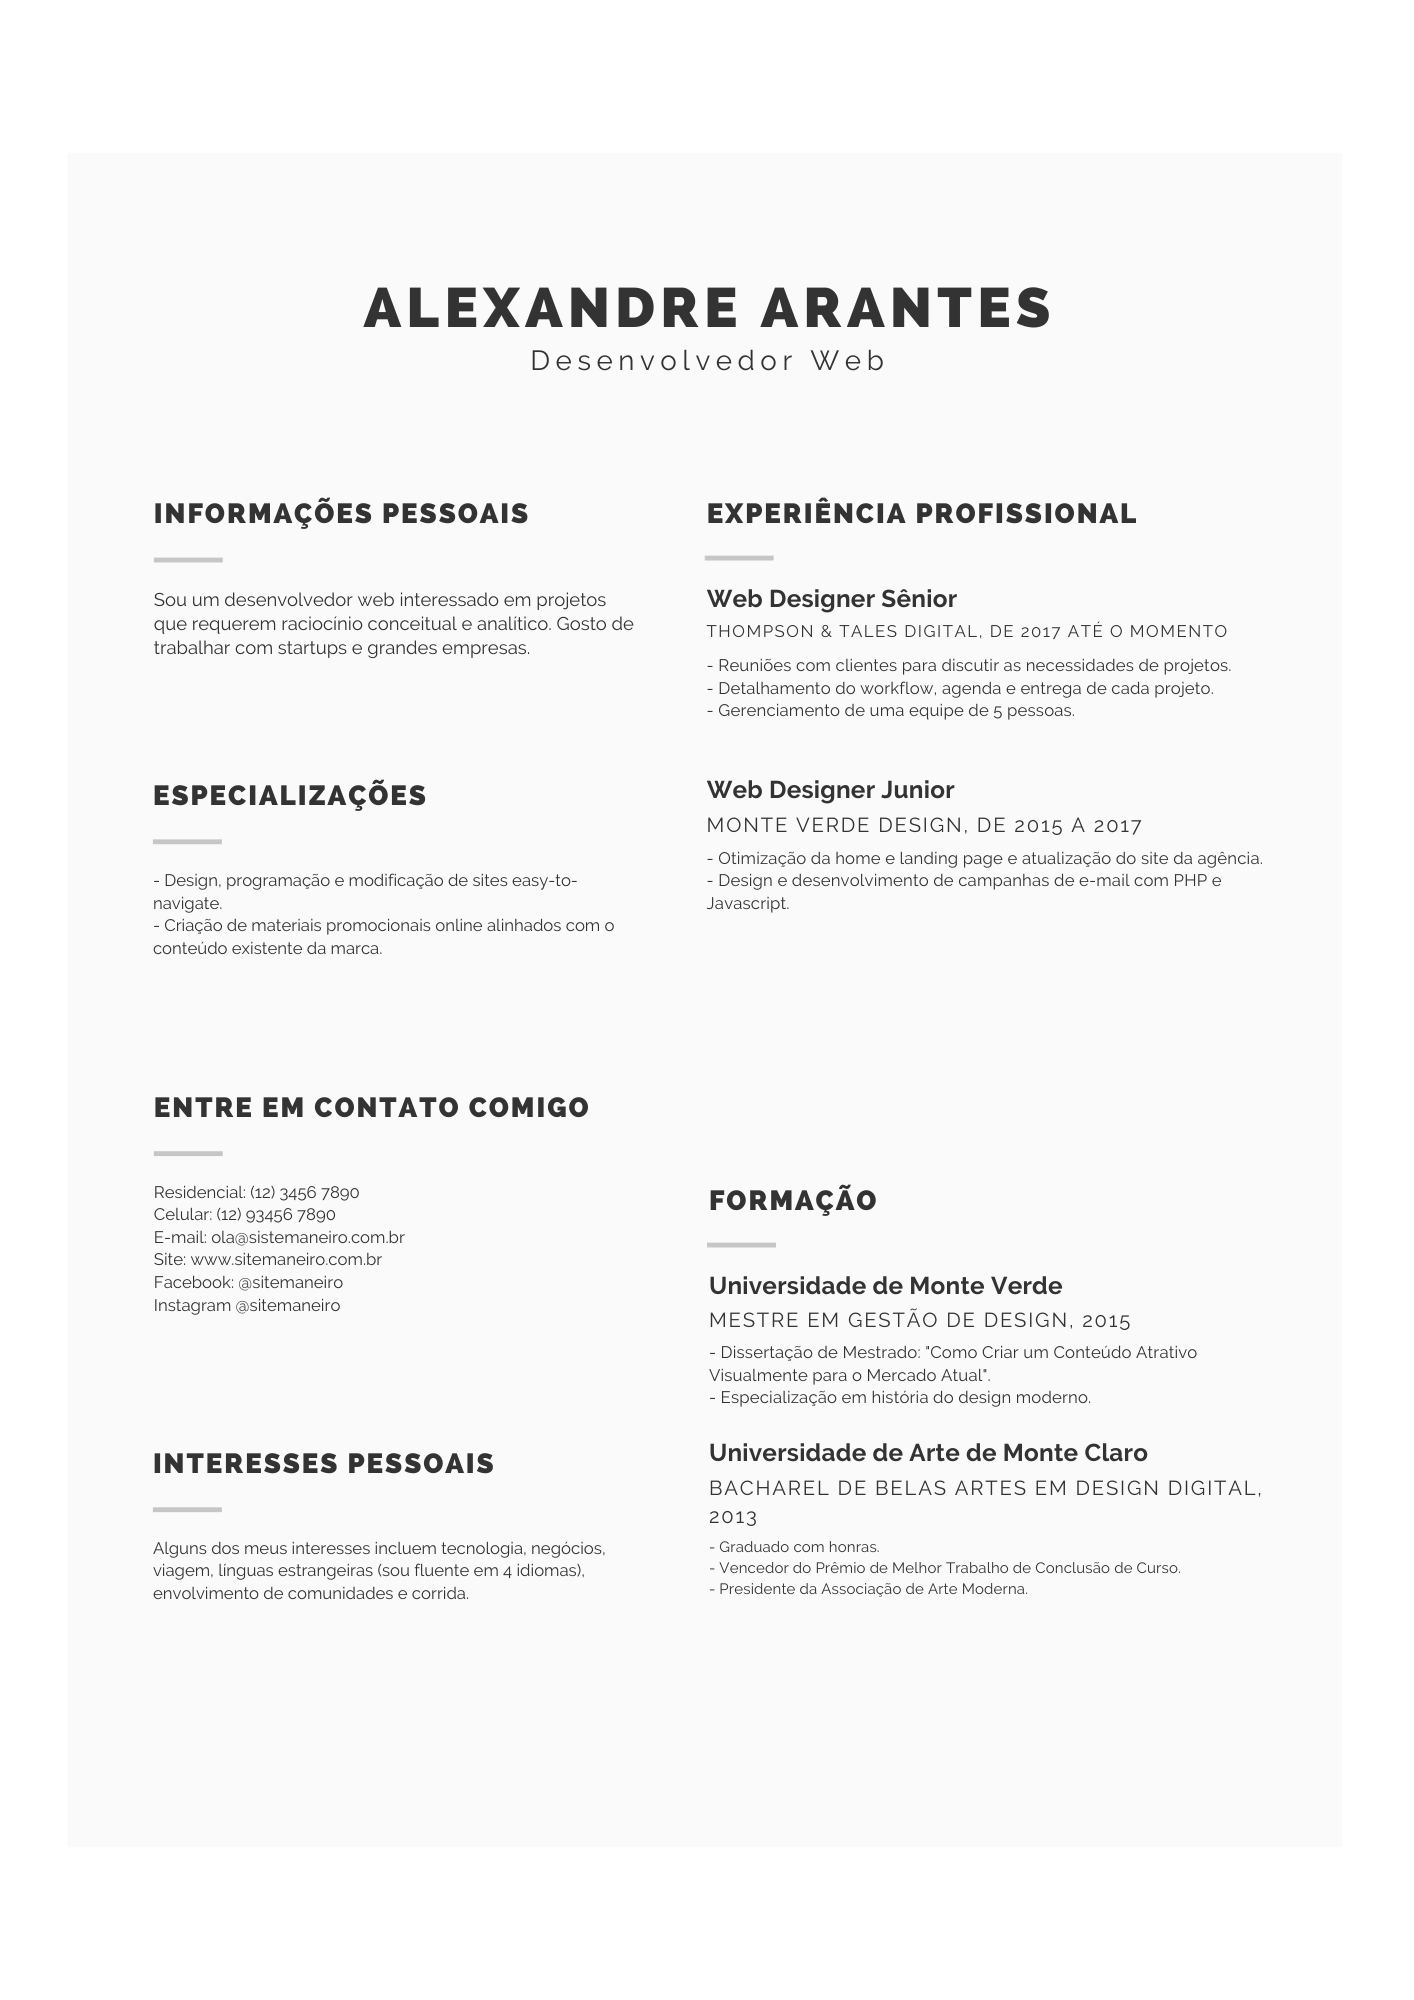 ALEXANDRE ARANTES
Desenvolvedor Web
INFORMAÇÕES PESSOAIS
Sou um desenvolvedor web interessado em projetos
que requerem raciocínio conceitual e analítico. Gosto de
trabalhar com startups e grandes empresas.
ESPECIALIZAÇÕES
- Design, programação e modificação de sites easy-to-
navigate.
- Criação de materiais promocionais online alinhados com o
conteúdo existente da marca.
ENTRE EM CONTATO COMIGO
Residencial: (12) 3456 7890
Celular: (12) 93456 7890
E-mail: ola@sistemaneiro.com.br
Site: www.sitemaneiro.com.br
Facebook: @sitemaneiro
Instagram @sitemaneiro
INTERESSES PESSOAIS
Alguns dos meus interesses incluem tecnologia, negócios,
viagem, línguas estrangeiras (sou fluente em 4 idiomas),
envolvimento de comunidades e corrida.
EXPERIÊNCIA PROFISSIONAL
Web Designer Sênior
THOMPSON & TALES DIGITAL, DE 2017 ATÉ O MOMENTO
- Reuniões com clientes para discutir as necessidades de projetos.
- Detalhamento do workflow, agenda e entrega de cada projeto.
- Gerenciamento de uma equipe de 5 pessoas.
Web Designer Junior
MONTE VERDE DESIGN, DE 2015 A 2017
- Otimização da home e landing page e atualização do site da agência.
- Design e desenvolvimento de campanhas de e-mail com PHP e
Javascript.
FORMAÇÃO
Universidade de Monte Verde
MESTRE EM GESTÃO DE DESIGN, 2015
- Dissertação de Mestrado: "Como Criar um Conteúdo Atrativo
Visualmente para o Mercado Atual".
- Especialização em história do design moderno.
Universidade de Arte de Monte Claro
BACHAREL DE BELAS ARTES EM DESIGN DIGITAL,
2013
- Graduado com honras.
- Vencedor do Prêmio de Melhor Trabalho de Conclusão de Curso.
- Presidente da Associação de Arte Moderna.